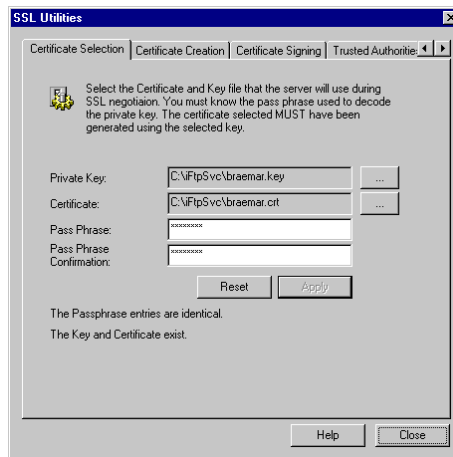 SSL Utilities
Certificate Selection
Certificate Creation
Certificate Signing
Trusted Authoritie
Select the Certificate and Key file that the server will use during
SSL negotiaion. You must know the pass phrase used to decode
the private key. The certificate selected MUST have been
generated using the selected key.
Private Key:
C:\iFtpSvc\braemar.key
...
Certificate:
C:\iFtpSvc\braemar.crt
...
Pass Phrase:
xxxxxxxx
Pass Phrase
Confirmation:
xxxxxxxx
Reset
Apply
The Passphrase entries are identical.
The Key and Certificate exist.
Help
Close